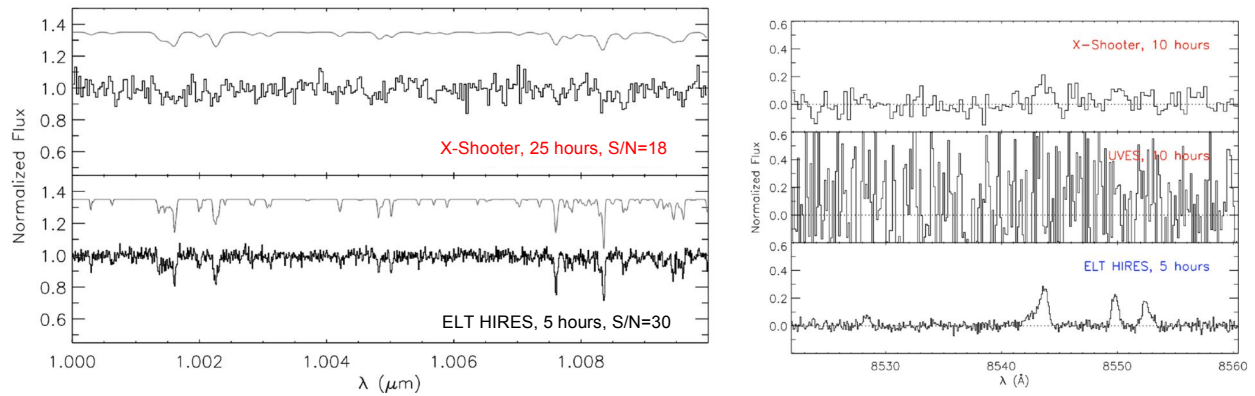 1.4
1.2
1.0
0.8
0.6
X-Shooter, 25 hours, S/N=18
Normalized Flux
1.4
1.2
1.0
0.8
0.6
ELT HIRES, 5 hours, S/N=30
1.000 1.002 1.004 1.006 1.008
λ (μm)
0.6
0.4
0.2
0.0
X-Shooter, 10 hours
Normalized Flux
0.6
0.4
0.2
0.0
UVES, 10 hours
0.6
0.4
0.2
0.0
ELT HIRES, 5 hours
8530 8540 8550 8560
λ (Å)